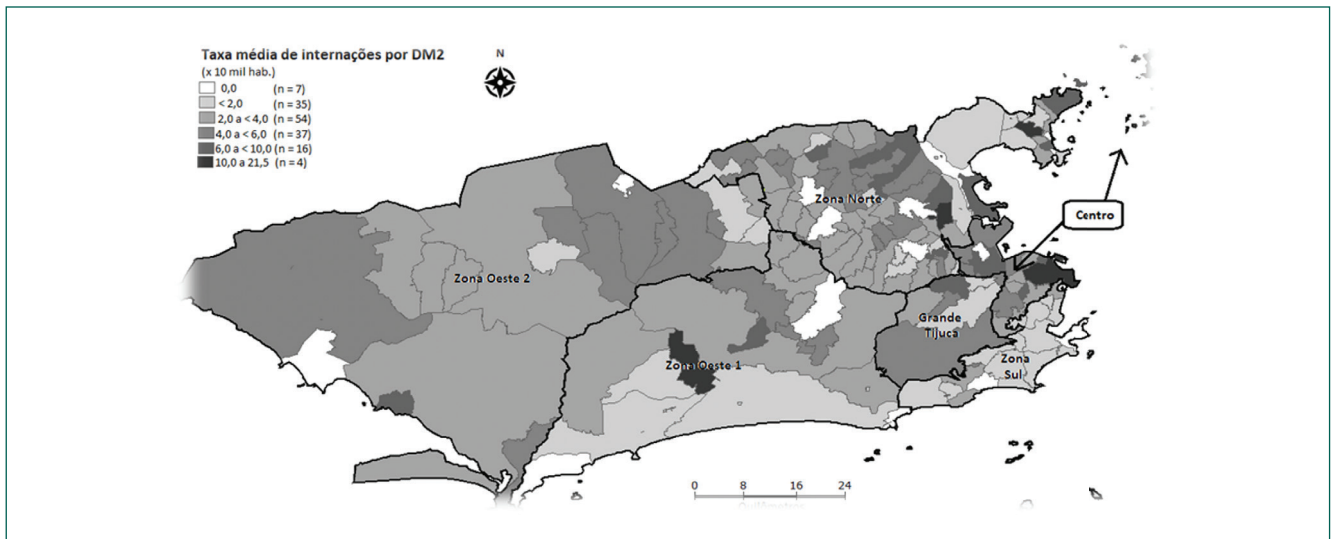 Taxa média de internações por DM2
(x 10 mil hab.)
0,0 (n = 7)
< 2,0 (n = 35)
2,0 a < 4,0 (n = 54)
4,0 a < 6,0 (n = 37)
6,0 a < 10,0 (n = 16)
10,0 a 21,5 (n = 4)
N
Zona Norte
Centro
Zona Oeste 2
Grande
Tijuca
Zona Oeste 1
Zona
Sul
0 8 16 24